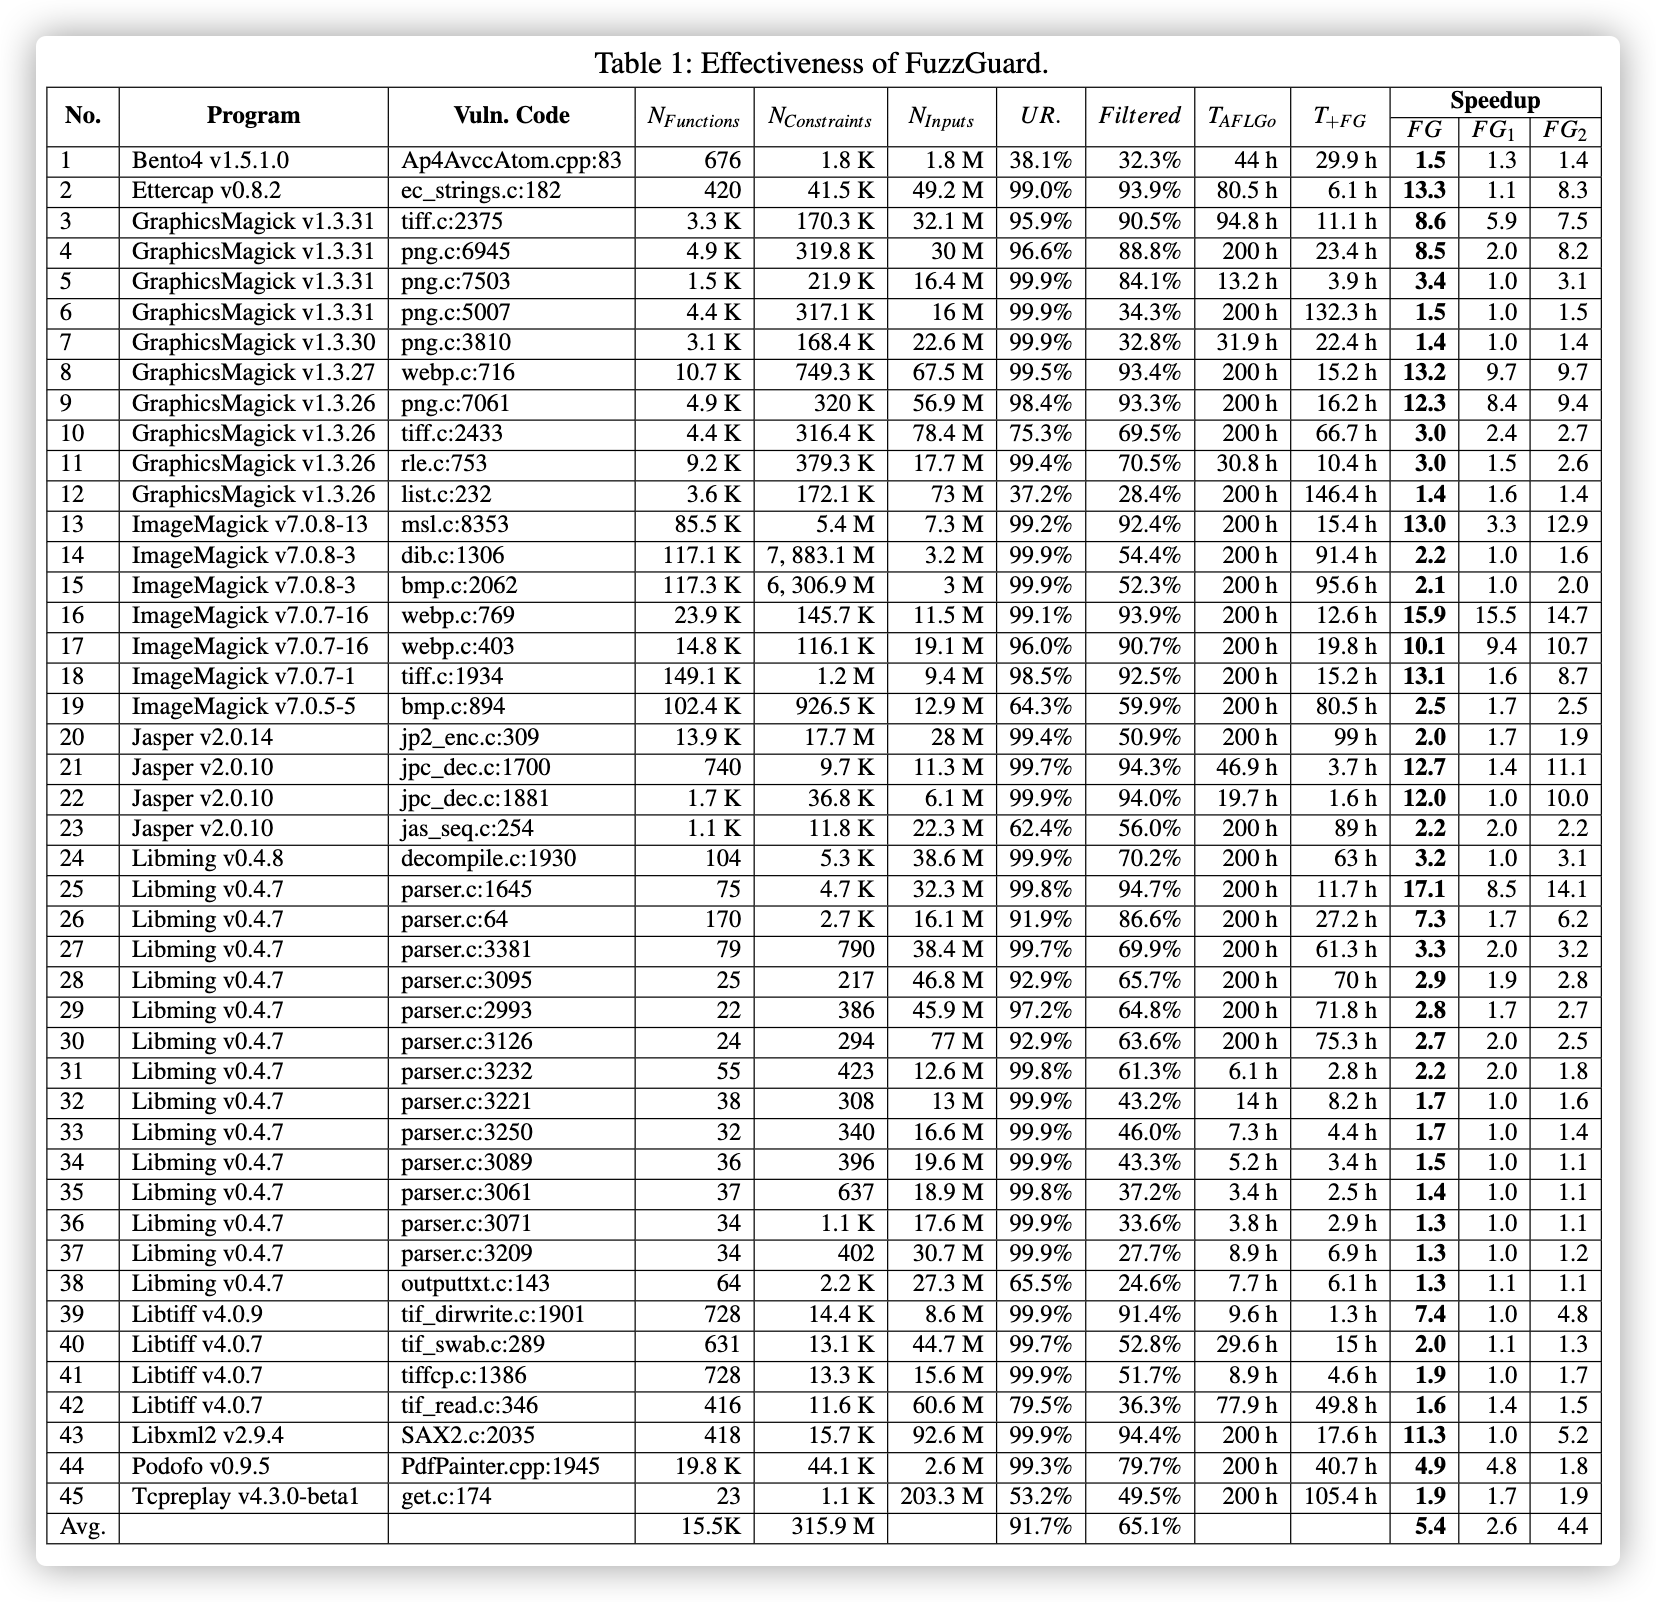 Table 1: Effectiveness of FuzzGuard.
No. Program Vuln. Code N_Functions N_Constraints N_Inputs UR. Filtered T_AFLGo T_+FG Speedup
FG FG1 FG2
1 Bento4 v1.5.1.0 Ap4AvccAtom.cpp:83 676 1.8 K 1.8 M 38.1% 32.3% 44 h 29.9 h 1.5 1.3 1.4
2 Ettercap v0.8.2 ec_strings.c:182 420 41.5 K 49.2 M 99.0% 93.9% 80.5 h 6.1 h 13.3 1.1 8.3
3 GraphicsMagick v1.3.31 tiff.c:2375 3.3 K 170.3 K 32.1 M 95.9% 90.5% 94.8 h 11.1 h 8.6 5.9 7.5
4 GraphicsMagick v1.3.31 png.c:6945 4.9 K 319.8 K 30 M 96.6% 88.8% 200 h 23.4 h 8.5 2.0 8.2
5 GraphicsMagick v1.3.31 png.c:7503 1.5 K 21.9 K 16.4 M 99.9% 84.1% 13.2 h 3.9 h 3.4 1.0 3.1
6 GraphicsMagick v1.3.31 png.c:5007 4.4 K 317.1 K 16 M 99.9% 34.3% 200 h 132.3 h 1.5 1.0 1.5
7 GraphicsMagick v1.3.30 png.c:3810 3.1 K 168.4 K 22.6 M 99.9% 32.8% 31.9 h 22.4 h 1.4 1.0 1.4
8 GraphicsMagick v1.3.27 webp.c:716 10.7 K 749.3 K 67.5 M 99.5% 93.4% 200 h 15.2 h 13.2 9.7 9.7
9 GraphicsMagick v1.3.26 png.c:7061 4.9 K 320 K 56.9 M 98.4% 93.3% 200 h 16.2 h 12.3 8.4 9.4
10 GraphicsMagick v1.3.26 tiff.c:2433 4.4 K 316.4 K 78.4 M 75.3% 69.5% 200 h 66.7 h 3.0 2.4 2.7
11 GraphicsMagick v1.3.26 rle.c:753 9.2 K 379.3 K 17.7 M 99.4% 70.5% 30.8 h 10.4 h 3.0 1.5 2.6
12 GraphicsMagick v1.3.26 list.c:232 3.6 K 172.1 K 73 M 37.2% 28.4% 200 h 146.4 h 1.4 1.6 1.4
13 ImageMagick v7.0.8-13 msl.c:8353 85.5 K 5.4 M 7.3 M 99.2% 92.4% 200 h 15.4 h 13.0 3.3 12.9
14 ImageMagick v7.0.8-3 dib.c:1306 117.1 K 7, 883.1 M 3.2 M 99.9% 54.4% 200 h 91.4 h 2.2 1.0 1.6
15 ImageMagick v7.0.8-3 bmp.c:2062 117.3 K 6, 306.9 M 3 M 99.9% 52.3% 200 h 95.6 h 2.1 1.0 2.0
16 ImageMagick v7.0.7-16 webp.c:769 23.9 K 145.7 K 11.5 M 99.1% 93.9% 200 h 12.6 h 15.9 15.5 14.7
17 ImageMagick v7.0.7-16 webp.c:403 14.8 K 116.1 K 19.1 M 96.0% 90.7% 200 h 19.8 h 10.1 9.4 10.7
18 ImageMagick v7.0.7-1 tiff.c:1934 149.1 K 1.2 M 9.4 M 98.5% 92.5% 200 h 15.2 h 13.1 1.6 8.7
19 ImageMagick v7.0.5-5 bmp.c:894 102.4 K 926.5 K 12.9 M 64.3% 59.9% 200 h 80.5 h 2.5 1.7 2.5
20 Jasper v2.0.14 jp2_enc.c:309 13.9 K 17.7 M 28 M 99.4% 50.9% 200 h 99 h 2.0 1.7 1.9
21 Jasper v2.0.10 jpc_dec.c:1700 740 9.7 K 11.3 M 99.7% 94.3% 46.9 h 3.7 h 12.7 1.4 11.1
22 Jasper v2.0.10 jpc_dec.c:1881 1.7 K 36.8 K 6.1 M 99.9% 94.0% 19.7 h 1.6 h 12.0 1.0 10.0
23 Jasper v2.0.10 jas_seq.c:254 1.1 K 11.8 K 22.3 M 62.4% 56.0% 200 h 89 h 2.2 2.0 2.2
24 Libming v0.4.8 decompile.c:1930 104 5.3 K 38.6 M 99.9% 70.2% 200 h 63 h 3.2 1.0 3.1
25 Libming v0.4.7 parser.c:1645 75 4.7 K 32.3 M 99.8% 94.7% 200 h 11.7 h 17.1 8.5 14.1
26 Libming v0.4.7 parser.c:64 170 2.7 K 16.1 M 91.9% 86.6% 200 h 27.2 h 7.3 1.7 6.2
27 Libming v0.4.7 parser.c:3381 79 790 38.4 M 99.7% 69.9% 200 h 61.3 h 3.3 2.0 3.2
28 Libming v0.4.7 parser.c:3095 25 217 46.8 M 92.9% 65.7% 200 h 70 h 2.9 1.9 2.8
29 Libming v0.4.7 parser.c:2993 22 386 45.9 M 97.2% 64.8% 200 h 71.8 h 2.8 1.7 2.7
30 Libming v0.4.7 parser.c:3126 24 294 77 M 92.9% 63.6% 200 h 75.3 h 2.7 2.0 2.5
31 Libming v0.4.7 parser.c:3232 55 423 12.6 M 99.8% 61.3% 6.1 h 2.8 h 2.2 2.0 1.8
32 Libming v0.4.7 parser.c:3221 38 308 13 M 99.9% 43.2% 14 h 8.2 h 1.7 1.0 1.6
33 Libming v0.4.7 parser.c:3250 32 340 16.6 M 99.9% 46.0% 7.3 h 4.4 h 1.7 1.0 1.4
34 Libming v0.4.7 parser.c:3089 36 396 19.6 M 99.9% 43.3% 5.2 h 3.4 h 1.5 1.0 1.1
35 Libming v0.4.7 parser.c:3061 37 637 18.9 M 99.8% 37.2% 3.4 h 2.5 h 1.4 1.0 1.1
36 Libming v0.4.7 parser.c:3071 34 1.1 K 17.6 M 99.9% 33.6% 3.8 h 2.9 h 1.3 1.0 1.1
37 Libming v0.4.7 parser.c:3209 34 402 30.7 M 99.9% 27.7% 8.9 h 6.9 h 1.3 1.0 1.2
38 Libming v0.4.7 outputtxt.c:143 64 2.2 K 27.3 M 65.5% 24.6% 7.7 h 6.1 h 1.3 1.1 1.1
39 Libtiff v4.0.9 tif_dirwrite.c:1901 728 14.4 K 8.6 M 99.9% 91.4% 9.6 h 1.3 h 7.4 1.0 4.8
40 Libtiff v4.0.7 tif_swab.c:289 631 13.1 K 44.7 M 99.7% 52.8% 29.6 h 15 h 2.0 1.1 1.3
41 Libtiff v4.0.7 tiffcp.c:1386 728 13.3 K 15.6 M 99.9% 51.7% 8.9 h 4.6 h 1.9 1.0 1.7
42 Libtiff v4.0.7 tif_read.c:346 416 11.6 K 60.6 M 79.5% 36.3% 77.9 h 49.8 h 1.6 1.4 1.5
43 Libxml2 v2.9.4 SAX2.c:2035 418 15.7 K 92.6 M 99.9% 94.4% 200 h 17.6 h 11.3 1.0 5.2
44 Podofo v0.9.5 PdfPainter.cpp:1945 19.8 K 44.1 K 2.6 M 99.3% 79.7% 200 h 40.7 h 4.9 4.8 1.8
45 Tcpreplay v4.3.0-beta1 get.c:174 23 1.1 K 203.3 M 53.2% 49.5% 200 h 105.4 h 1.9 1.7 1.9
Avg. 15.5K 315.9 M 91.7% 65.1% 5.4 2.6 4.4